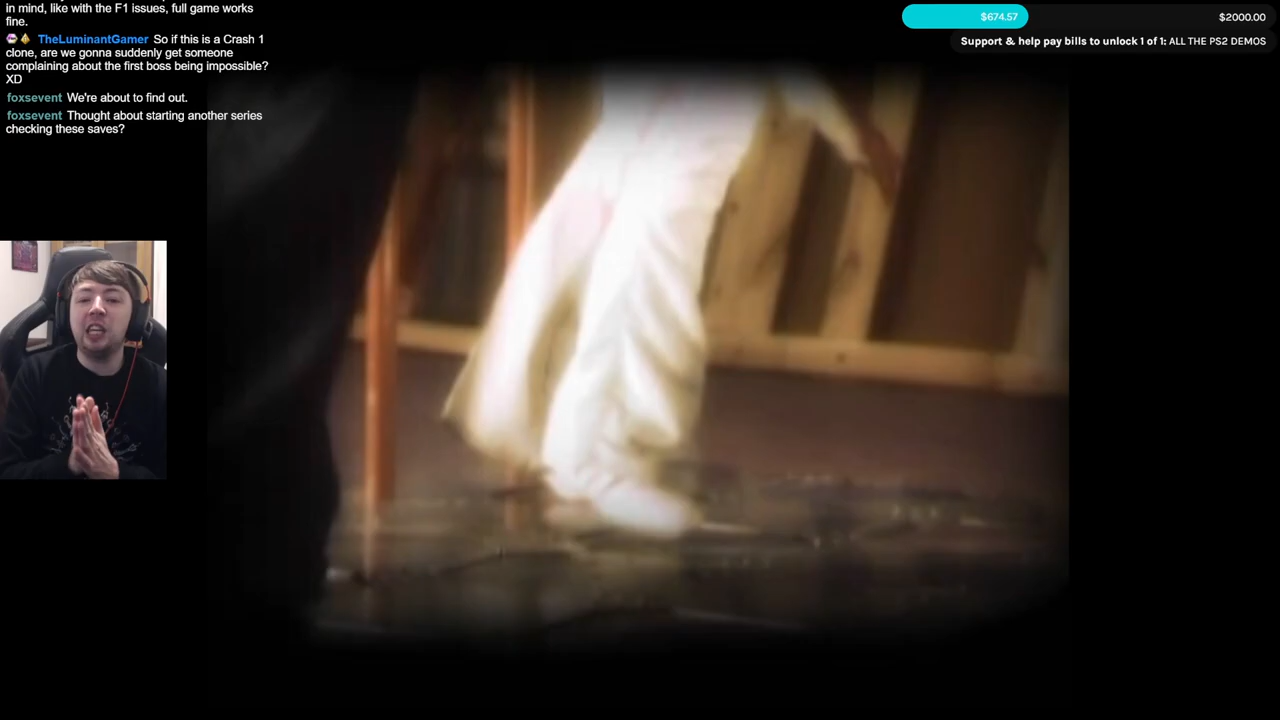 in mind, like with the F1 issues, full game works
fine.
TheLuminantGamer So if this is a Crash 1
clone, are we gonna suddenly get someone
complaining about the first boss being impossible?
XD
foxsevent We're about to find out.
foxsevent Thought about starting another series
checking these saves?
$674.57 $2000.00
Support & help pay bills to unlock 1 of 1: ALL THE PS2 DEMOS